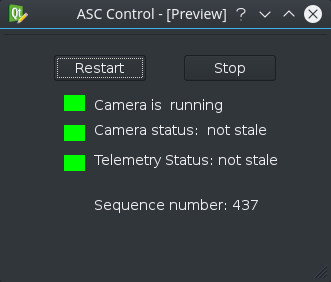 Qt ASC Control - [Preview] ?
Restart Stop
Camera is running
Camera status: not stale
Telemetry Status: not stale
Sequence number: 437